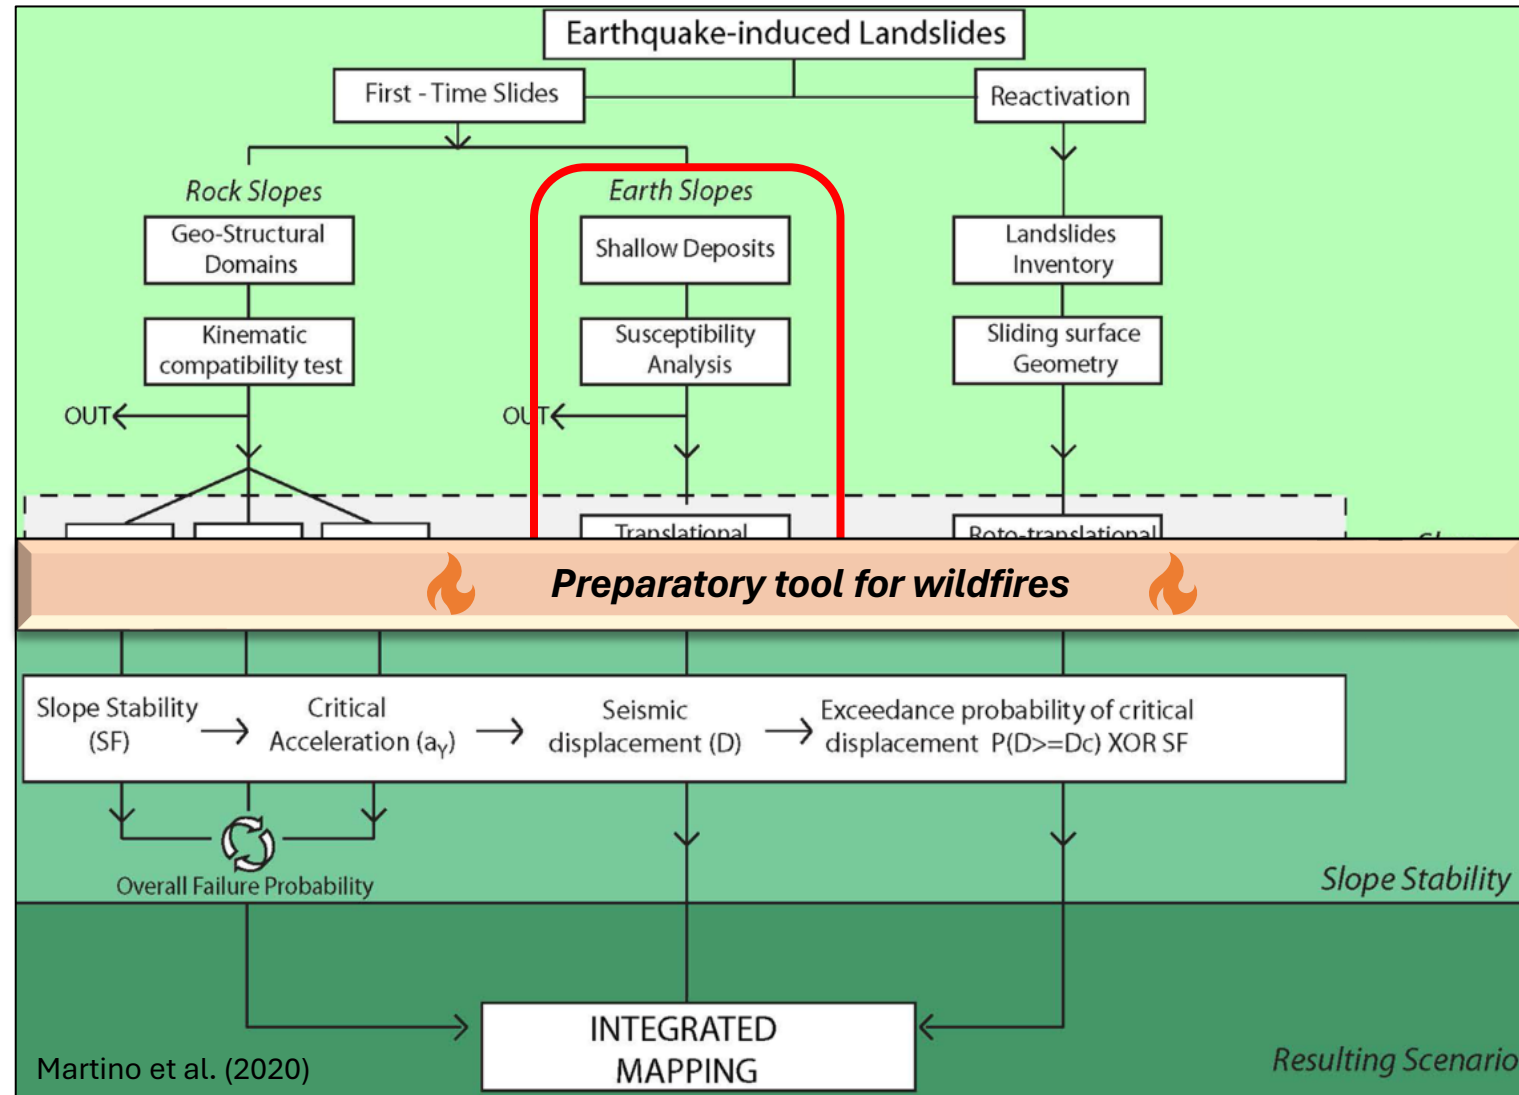 Earthquake-induced Landslides
First - Time Slides
Reactivation
Rock Slopes
Earth Slopes
Geo-Structural
Domains
Shallow Deposits
Landslides
Inventory
Kinematic
compatibility test
Susceptibility
Analysis
Sliding surface
Geometry
OUT
OUT
Translational
Roto-translational
Preparatory tool for wildfires
Slope Stability
(SF)
Critical
Acceleration (aY)
Seismic
displacement (D)
Exceedance probability of critical
displacement P(D>=Dc) XOR SF
Overall Failure Probability
Slope Stability
INTEGRATED
MAPPING
Martino et al. (2020)
Resulting Scenario